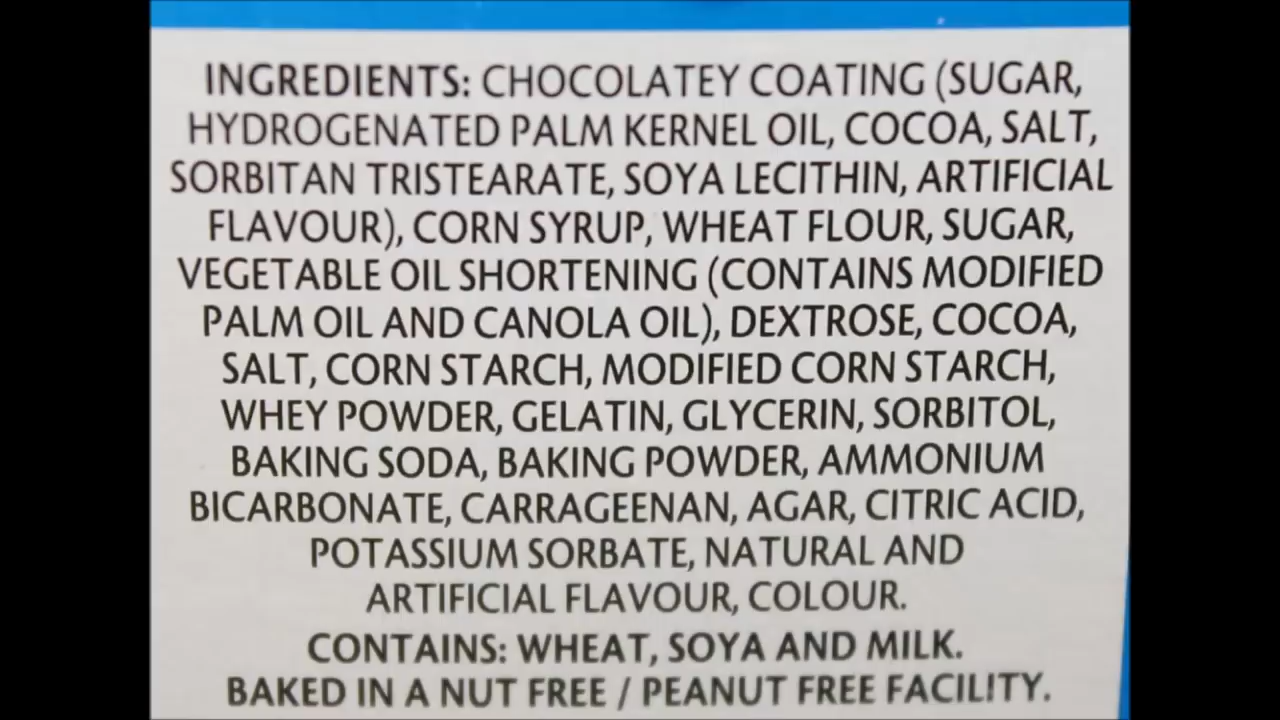 INGREDIENTS: CHOCOLATEY COATING (SUGAR,
HYDROGENATED PALM KERNEL OIL, COCOA, SALT,
SORBITAN TRISTEARATE, SOYA LECITHIN, ARTIFICIAL
FLAVOUR), CORN SYRUP, WHEAT FLOUR, SUGAR,
VEGETABLE OIL SHORTENING (CONTAINS MODIFIED
PALM OIL AND CANOLA OIL), DEXTROSE, COCOA,
SALT, CORN STARCH, MODIFIED CORN STARCH,
WHEY POWDER, GELATIN, GLYCERIN, SORBITOL,
BAKING SODA, BAKING POWDER, AMMONIUM
BICARBONATE, CARRAGEENAN, AGAR, CITRIC ACID,
POTASSIUM SORBATE, NATURAL AND
ARTIFICIAL FLAVOUR, COLOUR.
CONTAINS: WHEAT, SOYA AND MILK.
BAKED IN A NUT FREE / PEANUT FREE FACILITY.